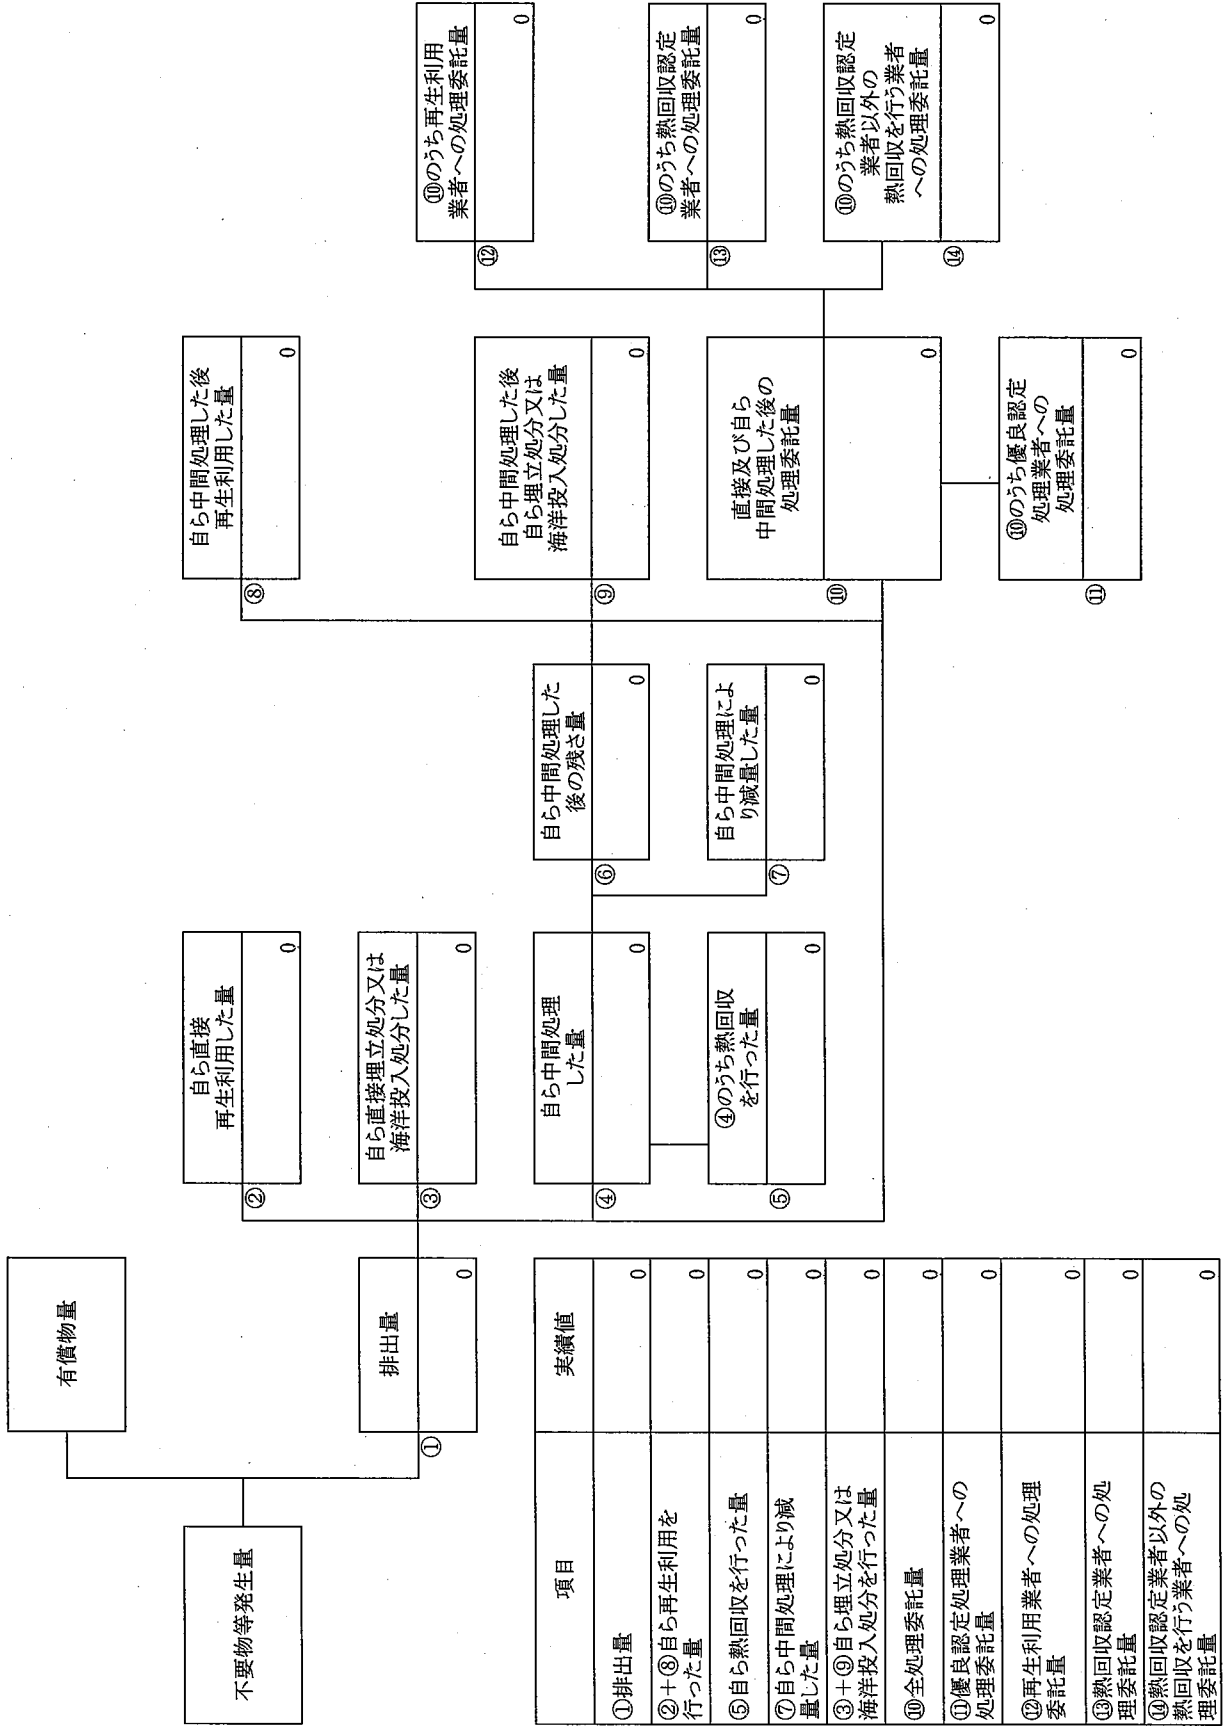 不要物等発生量
有償物量
排出量
①
0
自ら直接
再生利用した量
②
0
自ら直接埋立処分又は
海洋投入処分した量
③
0
自ら中間処理
した量
④
0
④のうち熱回収
を行った量
⑤
0
自ら中間処理した
後の残さ量
⑥
0
自ら中間処理によ
り減量した量
⑦
0
自ら中間処理した後
再生利用した量
⑧
0
自ら中間処理した後
自ら埋立処分又は
海洋投入処分した量
⑨
0
直接及び自ら
中間処理した後の
処理委託量
⑩
0
⑩のうち優良認定
処理業者への
処理委託量
⑪
0
⑩のうち再生利用
業者への処理委託量
⑫
0
⑩のうち熱回収認定
業者への処理委託量
⑬
0
⑩のうち熱回収認定
業者以外の
熱回収を行う業者
への処理委託量
⑭
0
項目 実績値
①排出量 0
②+⑧自ら再生利用を
行った量 0
⑤自ら熱回収を行った量 0
⑦自ら中間処理により減
量した量 0
③+⑨自ら埋立処分又は
海洋投入処分を行った量 0
⑩全処理委託量 0
⑪優良認定処理業者への
処理委託量 0
⑫再生利用業者への処理
委託量 0
⑬熱回収認定業者への処
理委託量 0
⑭熱回収認定業者以外の
熱回収を行う業者への処
理委託量 0